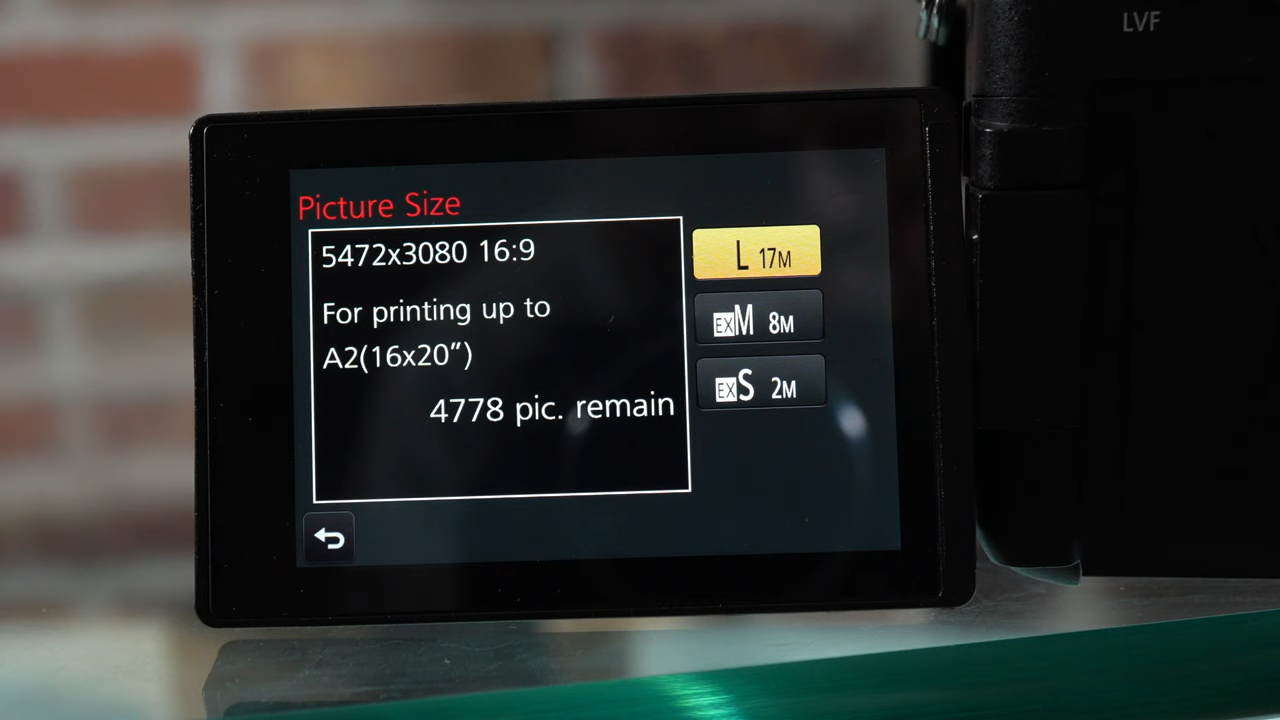 LVF
Picture Size
5472x3080 16:9
For printing up to
A2(16x20″)
4778 pic. remain
L 17M
EXM 8M
EXS 2M